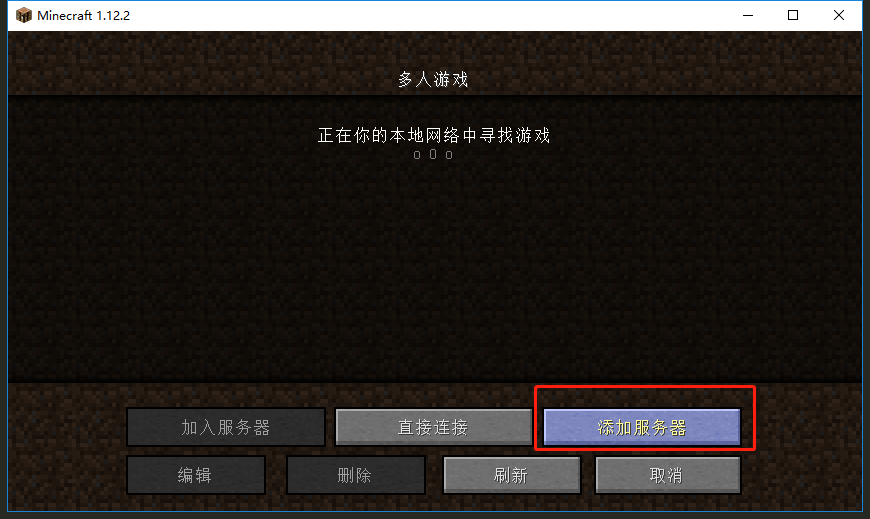 Minecraft 1.12.2
多人游戏
正在你的本地网络中寻找游戏
o O o
加入服务器 直接连接 添加服务器
编辑 删除 刷新 取消